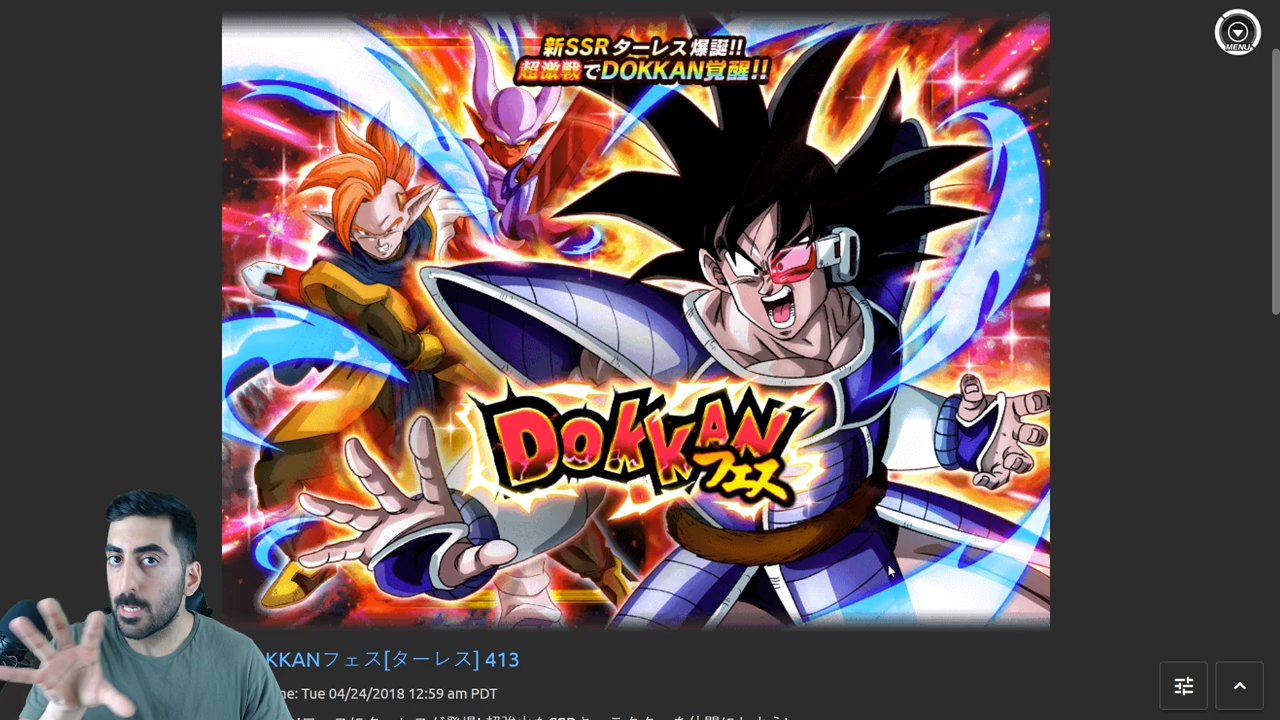 新SSRターレス爆誕!!
超激戦でDOKKAN覚醒!!
MENU
DOKKAN
フェス
KKANフェス[ターレス] 413
ne: Tue 04/24/2018 12:59 am PDT